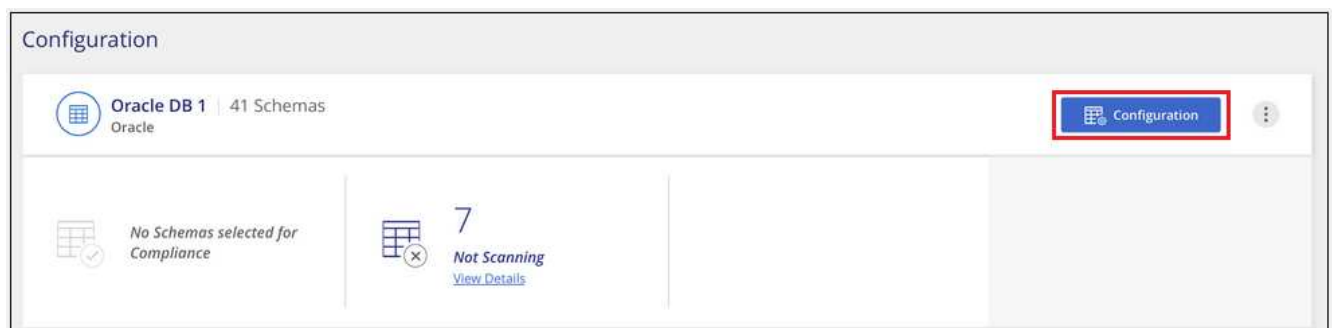 Configuration
Oracle DB 1 | 41 Schemas
Oracle
Configuration
No Schemas selected for
Compliance
7
Not Scanning
View Details